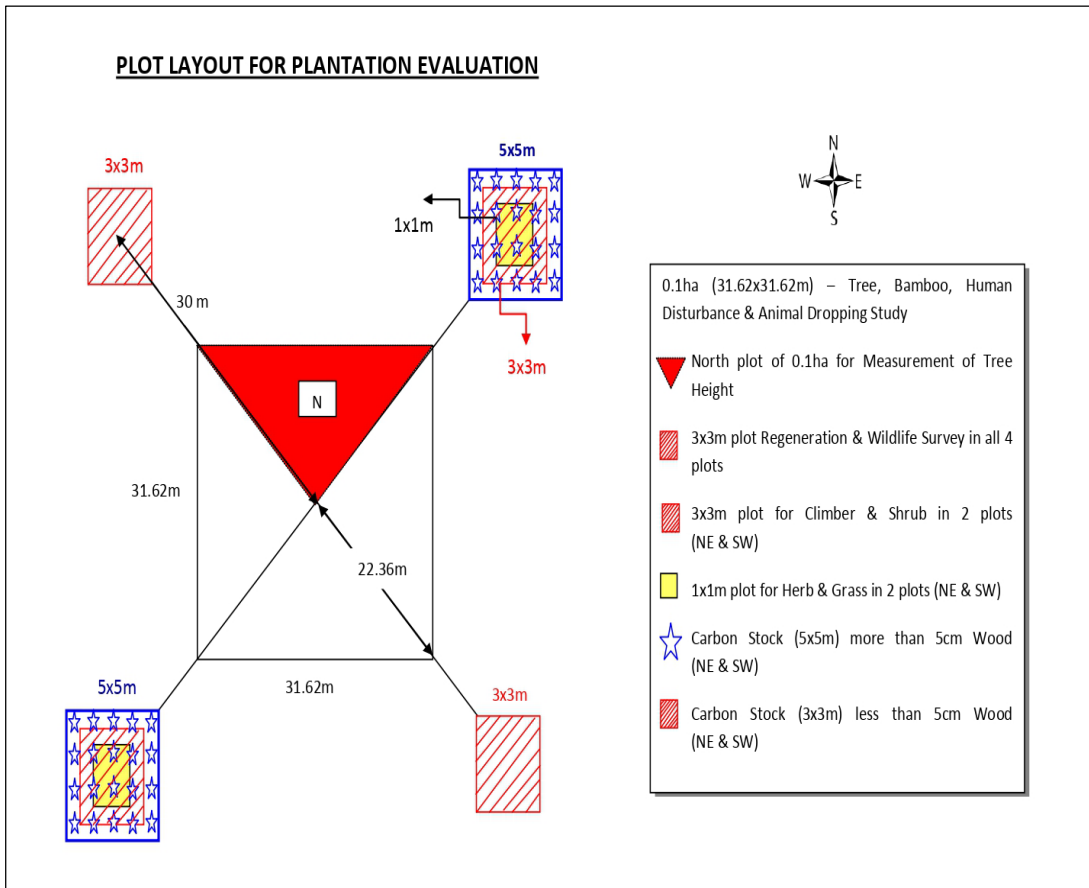 PLOT LAYOUT FOR PLANTATION EVALUATION
3x3m
5x5m
N
W E
S
1x1m
30 m
3x3m
N
31.62m
22.36m
31.62m
5x5m
3x3m
0.1ha (31.62x31.62m) – Tree, Bamboo, Human
Disturbance & Animal Dropping Study
North plot of 0.1ha for Measurement of Tree
Height
3x3m plot Regeneration & Wildlife Survey in all 4
plots
3x3m plot for Climber & Shrub in 2 plots
(NE & SW)
1x1m plot for Herb & Grass in 2 plots (NE & SW)
Carbon Stock (5x5m) more than 5cm Wood
(NE & SW)
Carbon Stock (3x3m) less than 5cm Wood
(NE & SW)